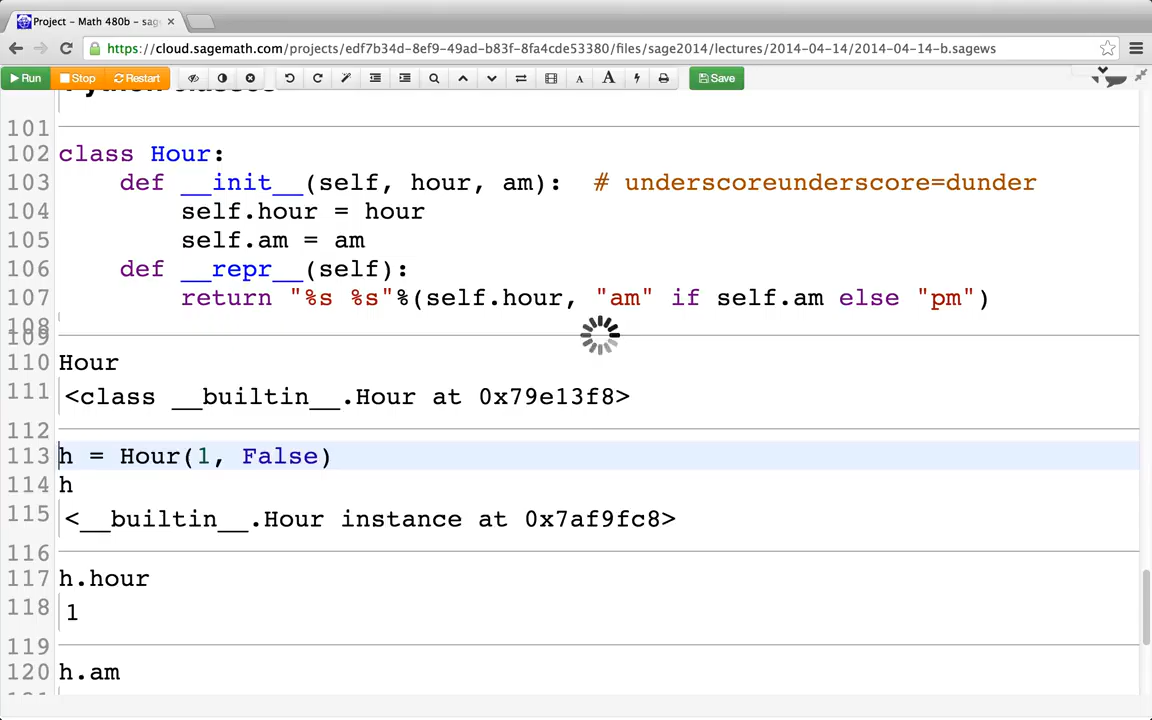 Project – Math 480b – sag
https://cloud.sagemath.com/projects/edf7b34d-8ef9-49ad-b83f-8fa4cde53380/files/sage2014/lectures/2014-04-14/2014-04-14-b.sagews
Run Stop Restart A A Save
Python classes
101
102 class Hour:
103 def __init__(self, hour, am): # underscoreunderscore=dunder
104 self.hour = hour
105 self.am = am
106 def __repr__(self):
107 return "%s %s"%(self.hour, "am" if self.am else "pm")
108
109
110 Hour
111 <class __builtin__.Hour at 0x79e13f8>
112
113 h = Hour(1, False)
114 h
115 <__builtin__.Hour instance at 0x7af9fc8>
116
117 h.hour
118 1
119
120 h.am